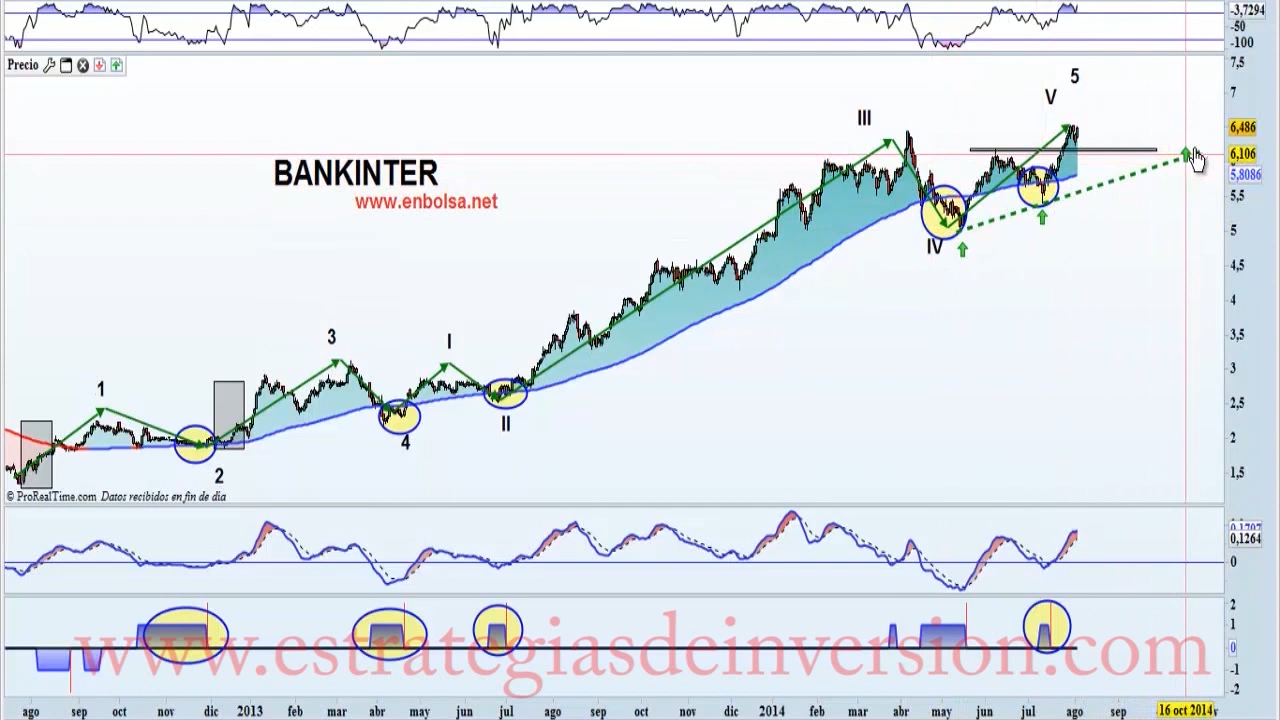 -3,7294
-50
-100
Precio
7,5
7
6,486
6,106
5,8086
5,5
5
4,5
4
3,5
3
2,5
2
1,5
5
V
III
BANKINTER
www.enbolsa.net
IV
3
I
1
II
4
2
© ProRealTime.com Datos recibidos en fin de día
0,1707
0,1264
0
2
1
0
-1
-2
www.estrategiasdeinversion.com
ago sep oct nov dic 2013 feb mar abr may jun jul ago sep oct nov dic 2014 feb mar abr may jun jul ago sep 16 oct 2014